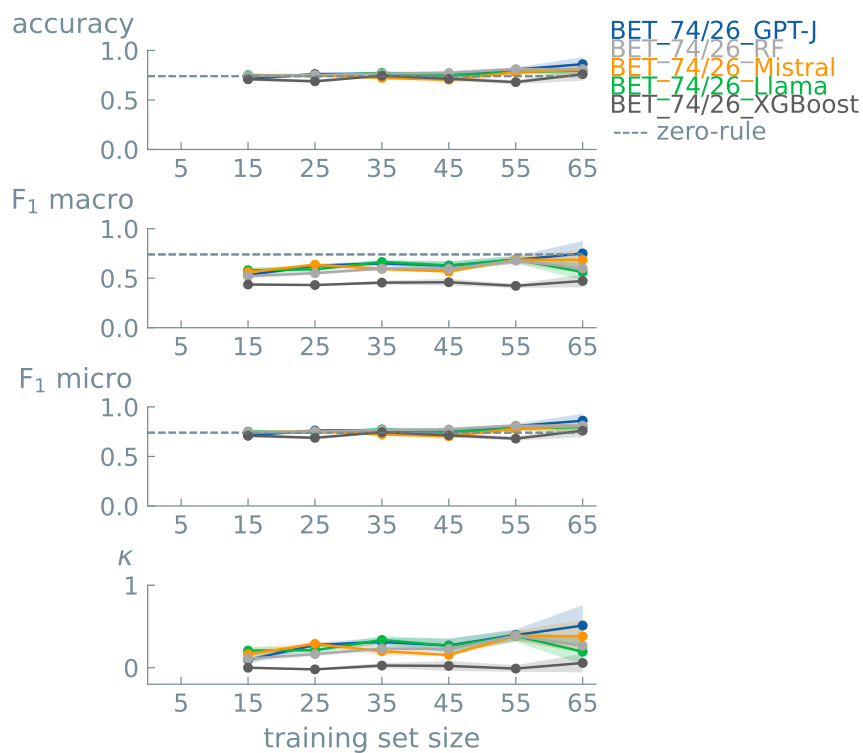 accuracy
BET_74/26_GPT-J
BET_74/26_RF
BET_74/26_Mistral
BET_74/26_Llama
BET_74/26_XGBoost
zero-rule
1.0
0.5
0.0
5 15 25 35 45 55 65
F1 macro
1.0
0.5
0.0
5 15 25 35 45 55 65
F1 micro
1.0
0.5
0.0
5 15 25 35 45 55 65
κ
1
0
5 15 25 35 45 55 65
training set size